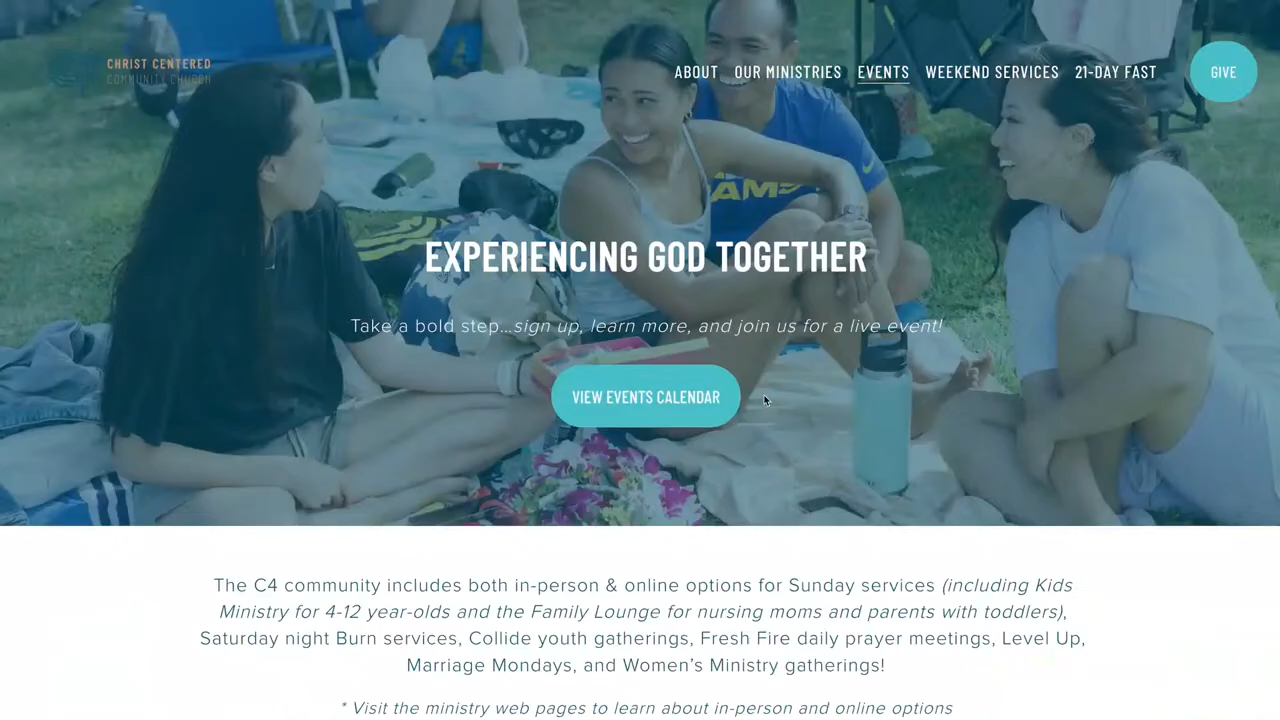 CHRIST CENTERED
COMMUNITY CHURCH
ABOUT OUR MINISTRIES EVENTS WEEKEND SERVICES 21-DAY FAST GIVE
AMS
EXPERIENCING GOD TOGETHER
Take a bold step...sign up, learn more, and join us for a live event!
VIEW EVENTS CALENDAR
The C4 community includes both in-person & online options for Sunday services (including Kids
Ministry for 4-12 year-olds and the Family Lounge for nursing moms and parents with toddlers),
Saturday night Burn services, Collide youth gatherings, Fresh Fire daily prayer meetings, Level Up,
Marriage Mondays, and Women’s Ministry gatherings!
* Visit the ministry web pages to learn about in-person and online options